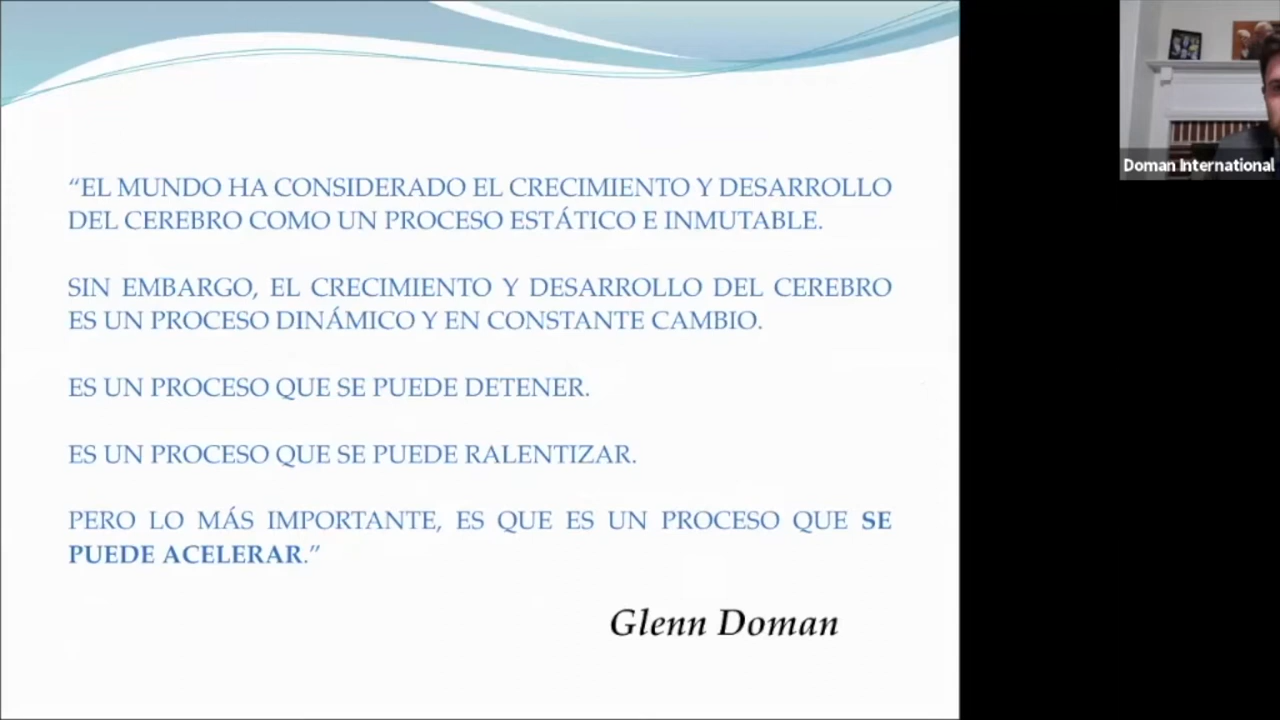 “EL MUNDO HA CONSIDERADO EL CRECIMIENTO Y DESARROLLO
DEL CEREBRO COMO UN PROCESO ESTÁTICO E INMUTABLE.
SIN EMBARGO, EL CRECIMIENTO Y DESARROLLO DEL CEREBRO
ES UN PROCESO DINÁMICO Y EN CONSTANTE CAMBIO.
ES UN PROCESO QUE SE PUEDE DETENER.
ES UN PROCESO QUE SE PUEDE RALENTIZAR.
PERO LO MÁS IMPORTANTE, ES QUE ES UN PROCESO QUE SE
PUEDE ACELERAR.”
Glenn Doman
Doman International